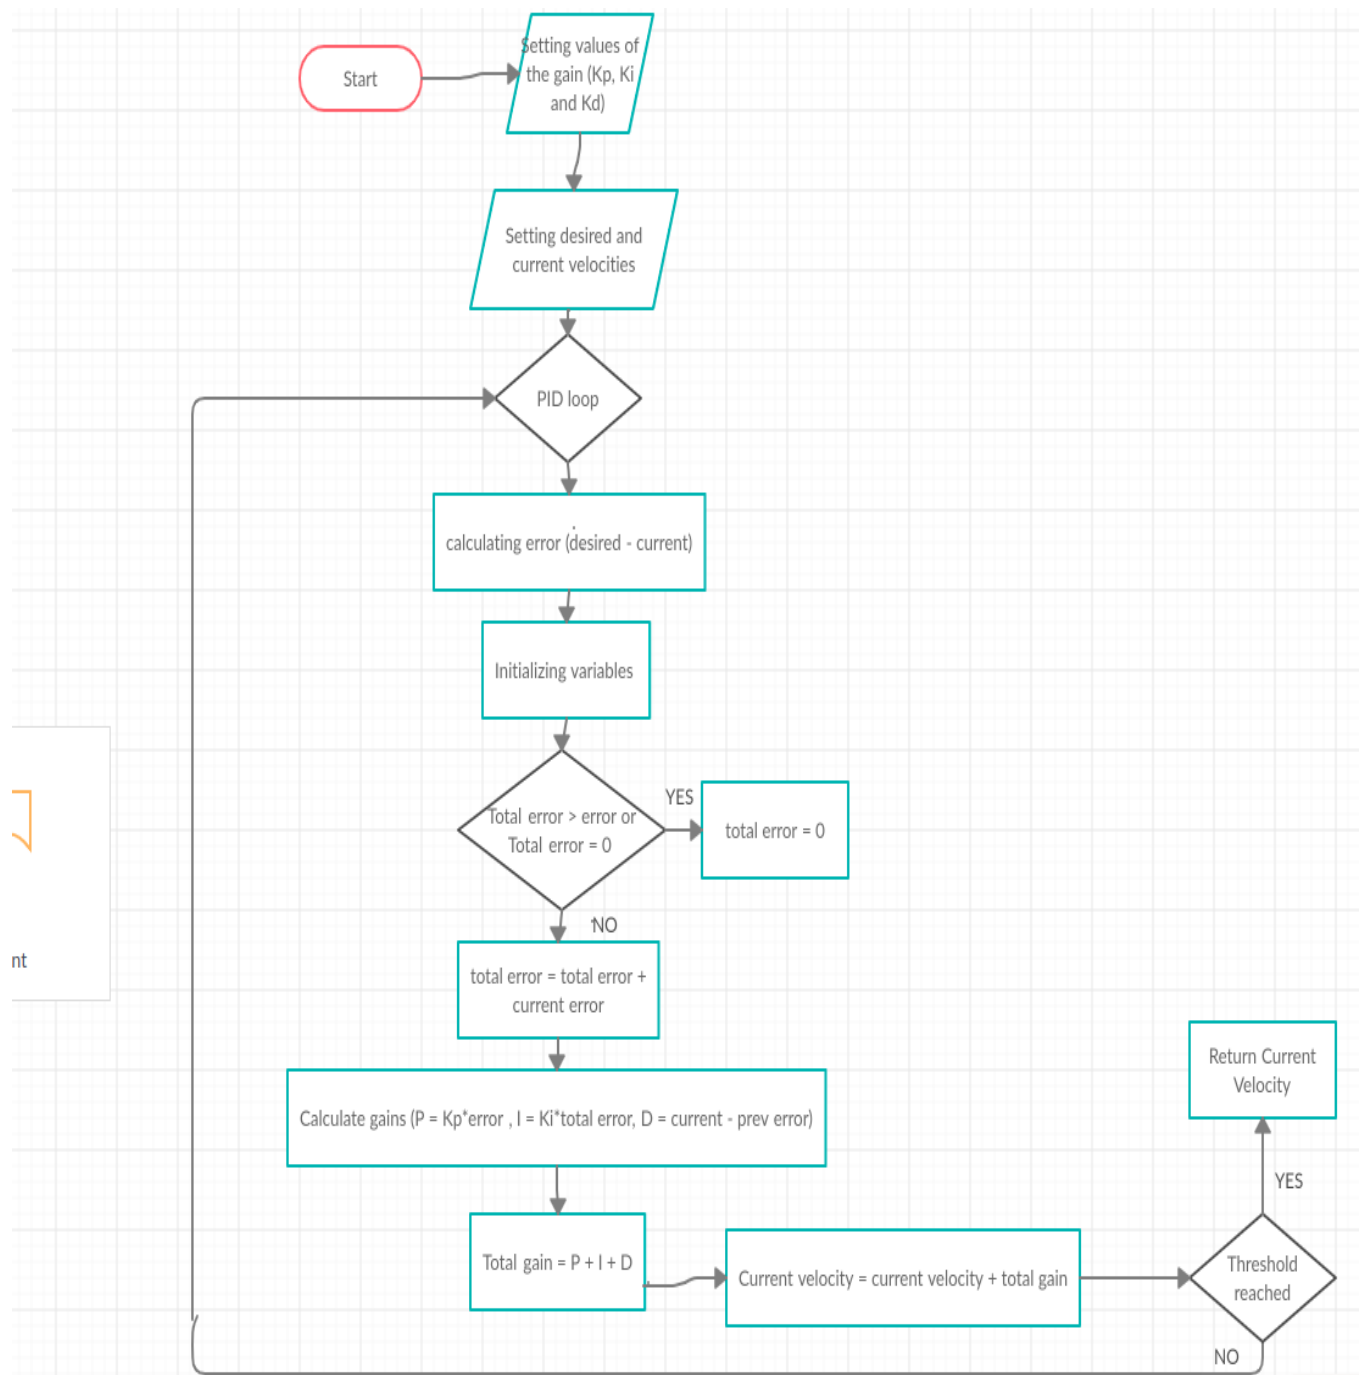 Start
Setting values of
the gain (Kp, Ki
and Kd)
Setting desired and
current velocities
PID loop
calculating error (desired - current)
Initializing variables
Total error > error or
Total error = 0
YES
total error = 0
NO
total error = total error +
current error
Calculate gains (P = Kp*error , I = Ki*total error, D = current - prev error)
Total gain = P + I + D
Current velocity = current velocity + total gain
Threshold
reached
YES
Return Current
Velocity
NO
nt